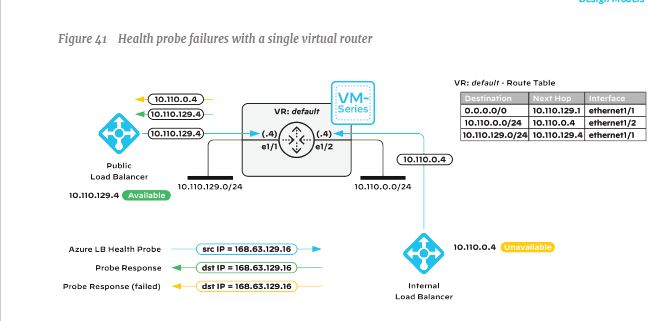 Design Models
Figure 41 Health probe failures with a single virtual router
VM-
Series
VR: default
10.110.0.4
10.110.129.4
10.110.129.4
(.4)
(.4)
e1/1
e1/2
Public
Load Balancer
10.110.129.4 Available
10.110.129.0/24
10.110.0.0/24
10.110.0.4
VR: default - Route Table
Destination Next Hop Interface
0.0.0.0/0 10.110.129.1 ethernet1/1
10.110.0.0/24 10.110.0.4 ethernet1/2
10.110.129.0/24 10.110.129.4 ethernet1/1
Azure LB Health Probe src IP = 168.63.129.16
Probe Response dst IP = 168.63.129.16
Probe Response (failed) dst IP = 168.63.129.16
10.110.0.4 Unavailable
Internal
Load Balancer